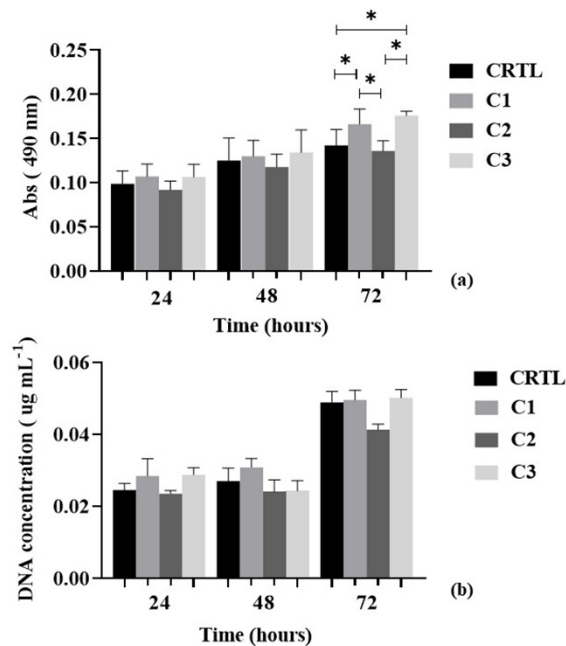 * 
* * *
0.25
0.20
0.15
0.10
0.05
0.00
Abs ( 490 nm)
24 48 72
Time (hours)
CRTL
C1
C2
C3
(a)
0.06
0.04
0.02
0.00
DNA concentration ( ug mL⁻¹)
24 48 72
Time (hours)
CRTL
C1
C2
C3
(b)